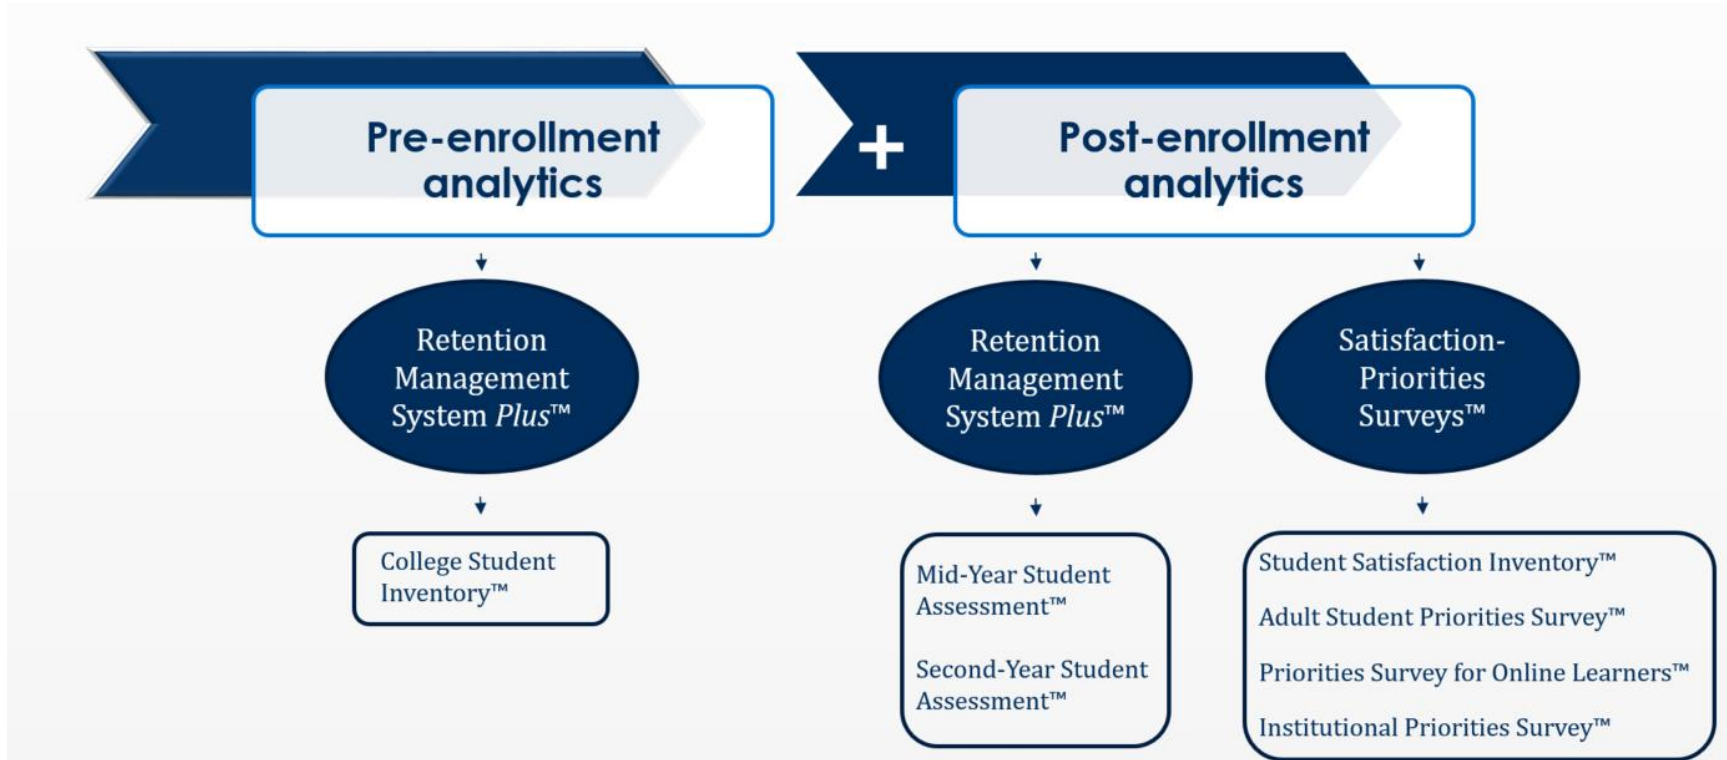 Pre-enrollment
analytics
+
Post-enrollment
analytics
Retention
Management
System Plus™
College Student
Inventory™
Retention
Management
System Plus™
Mid-Year Student
Assessment™
Second-Year Student
Assessment™
Satisfaction-
Priorities
Surveys™
Student Satisfaction Inventory™
Adult Student Priorities Survey™
Priorities Survey for Online Learners™
Institutional Priorities Survey™